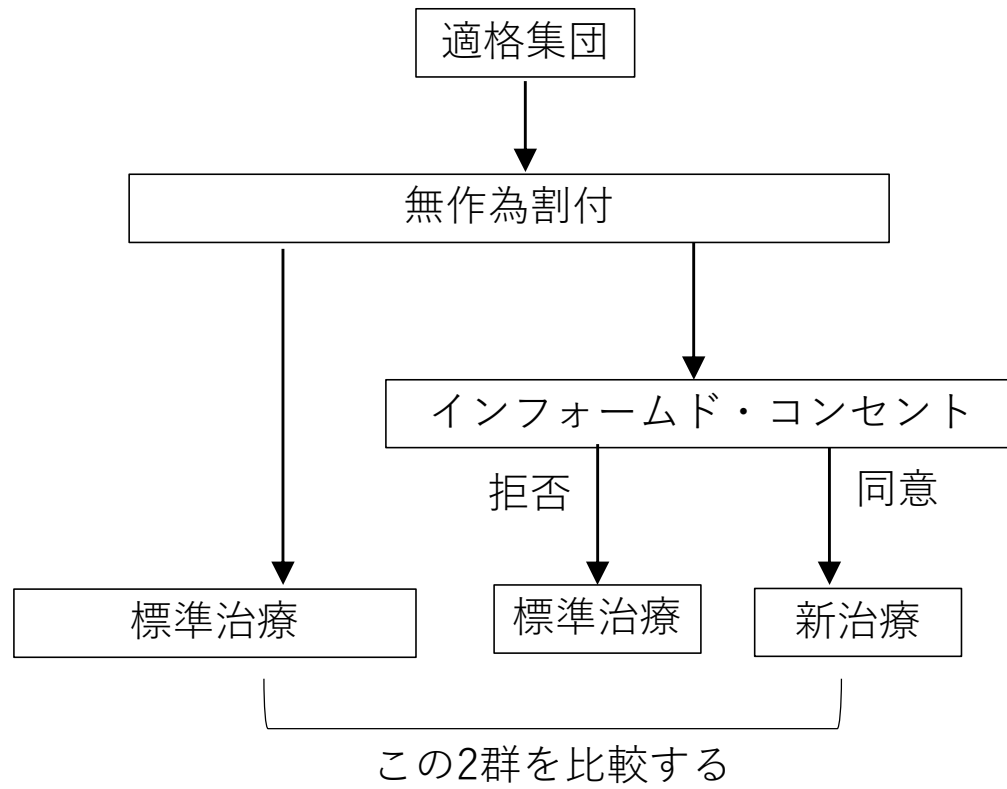 適格集団
無作為割付
インフォームド・コンセント
拒否
同意
標準治療
標準治療
新治療
この2群を比較する